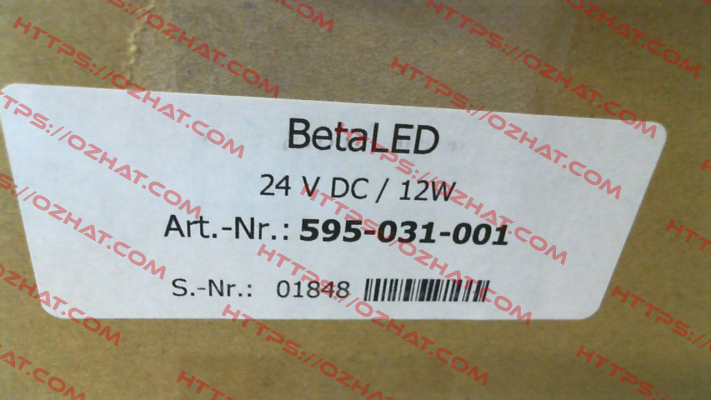 BetaLED
24 V DC / 12W
Art.-Nr.: 595-031-001
S.-Nr.: 01848
HTTPS://OZHAT.COM